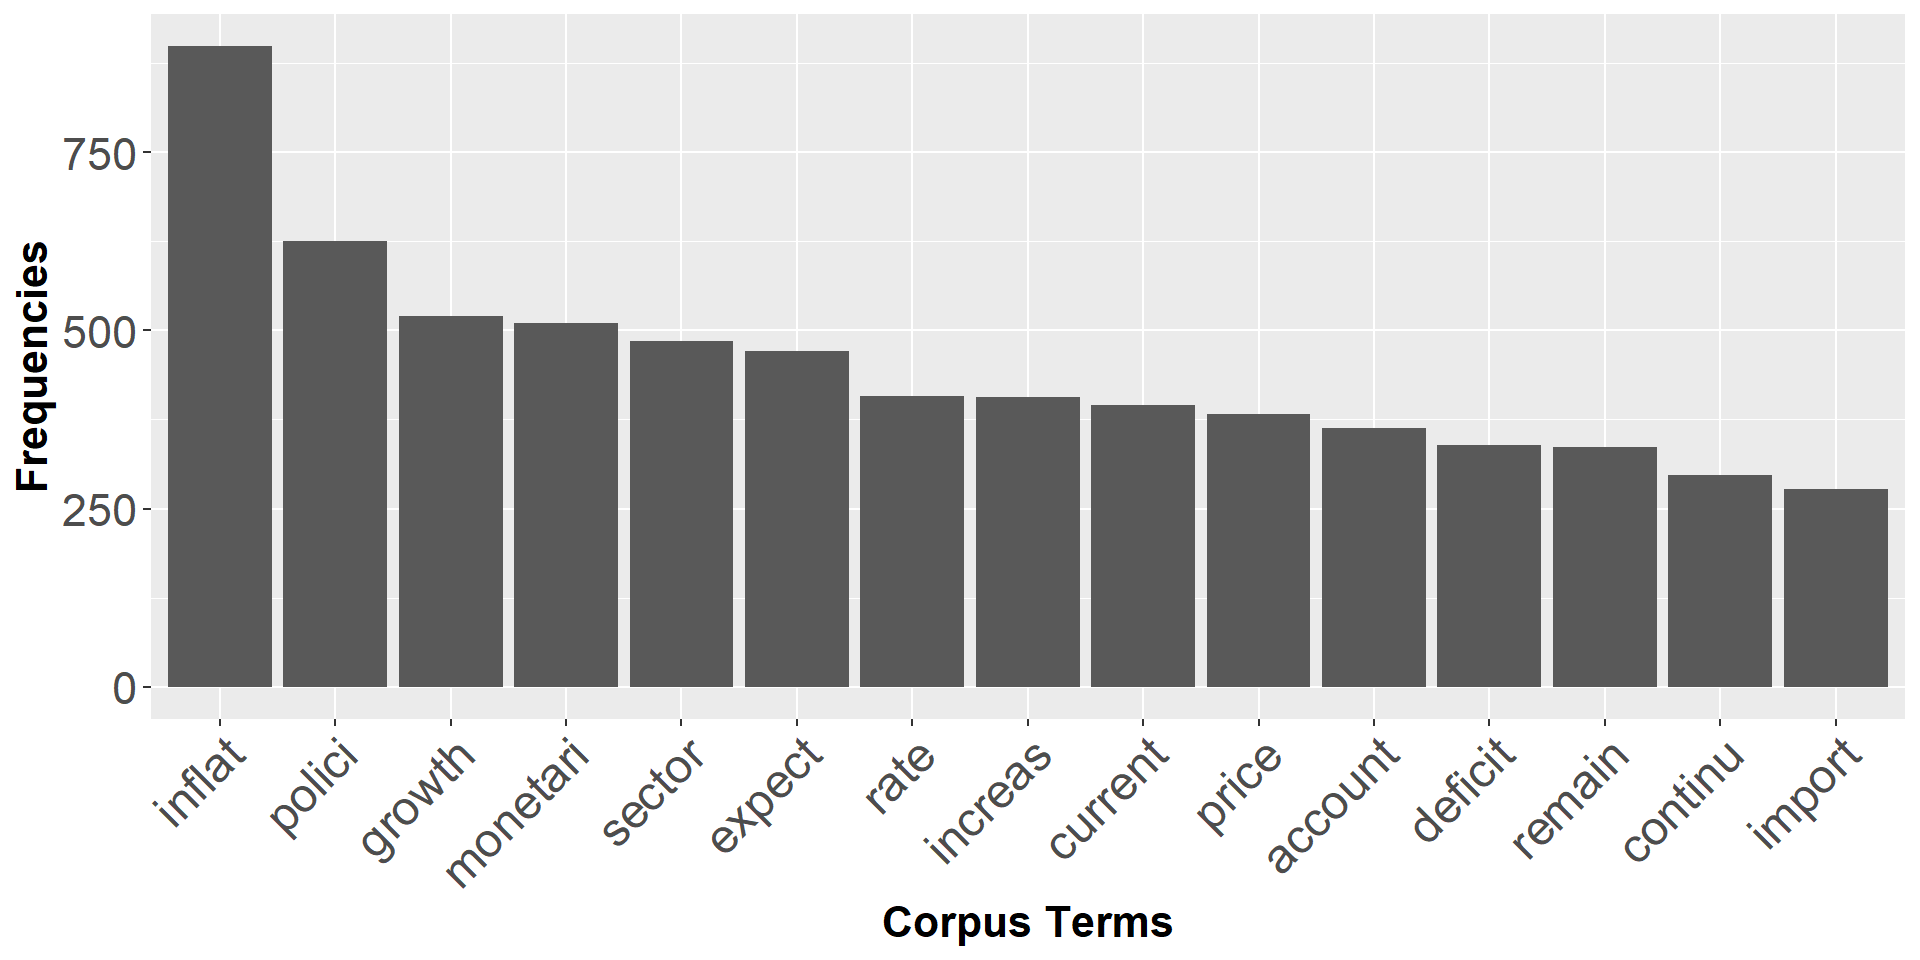 Frequencies
750
500
250
0
inflat
polici
growth
monetari
sector
expect
rate
increas
current
price
account
deficit
remain
continu
import
Corpus Terms